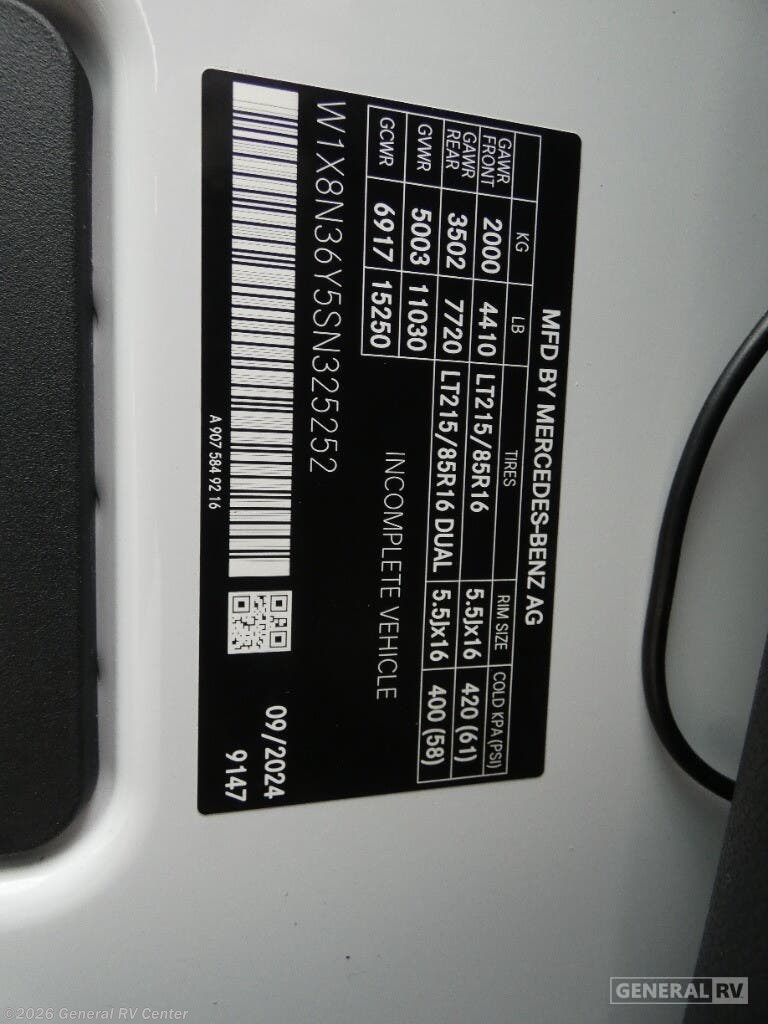 MFD BY MERCEDES-BENZ AG
KG LB TIRES RIM SIZE COLD KPA (PSI)
GAWR FRONT 2000 4410 LT215/85R16 5.5Jx16 420 (61)
GAWR REAR 3502 7720 LT215/85R16 DUAL 5.5Jx16 400 (58)
GVWR 5003 11030
GCWR 6917 15250
INCOMPLETE VEHICLE
W1X8N36Y5SN325252
09/2024
9147
A 907 584 92 16
GENERAL RV
©2026 General RV Center